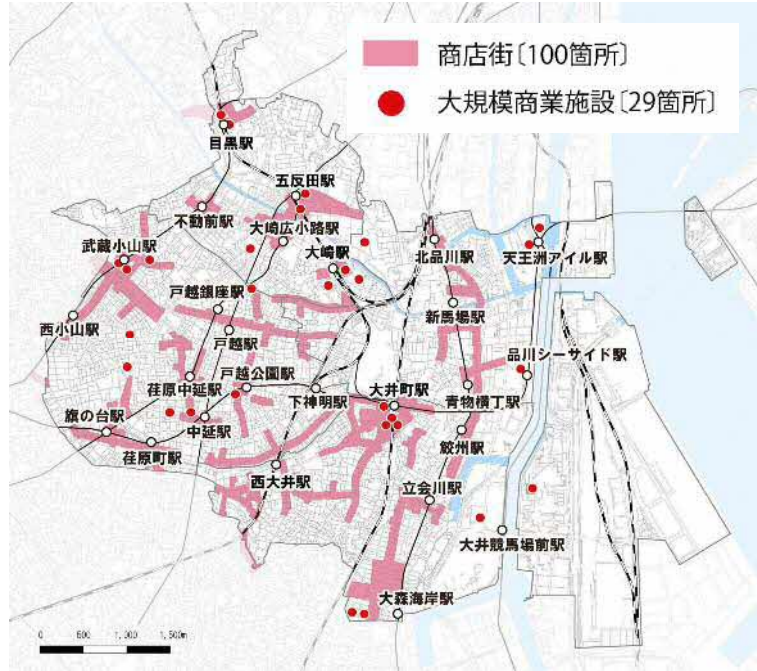 商店街〔100箇所〕
大規模商業施設〔29箇所〕
目黒駅
五反田駅
不動前駅
大崎広小路駅
武蔵小山駅
大崎駅
北品川駅
天王洲アイル駅
戸越銀座駅
新馬場駅
西小山駅
戸越駅
品川シーサイド駅
戸越公園駅
荏原中延駅
下神明駅
大井町駅
青物横丁駅
旗の台駅
中延駅
鮫州駅
荏原町駅
西大井駅
立会川駅
大井競馬場前駅
大森海岸駅
0 500 1,000 1,500m